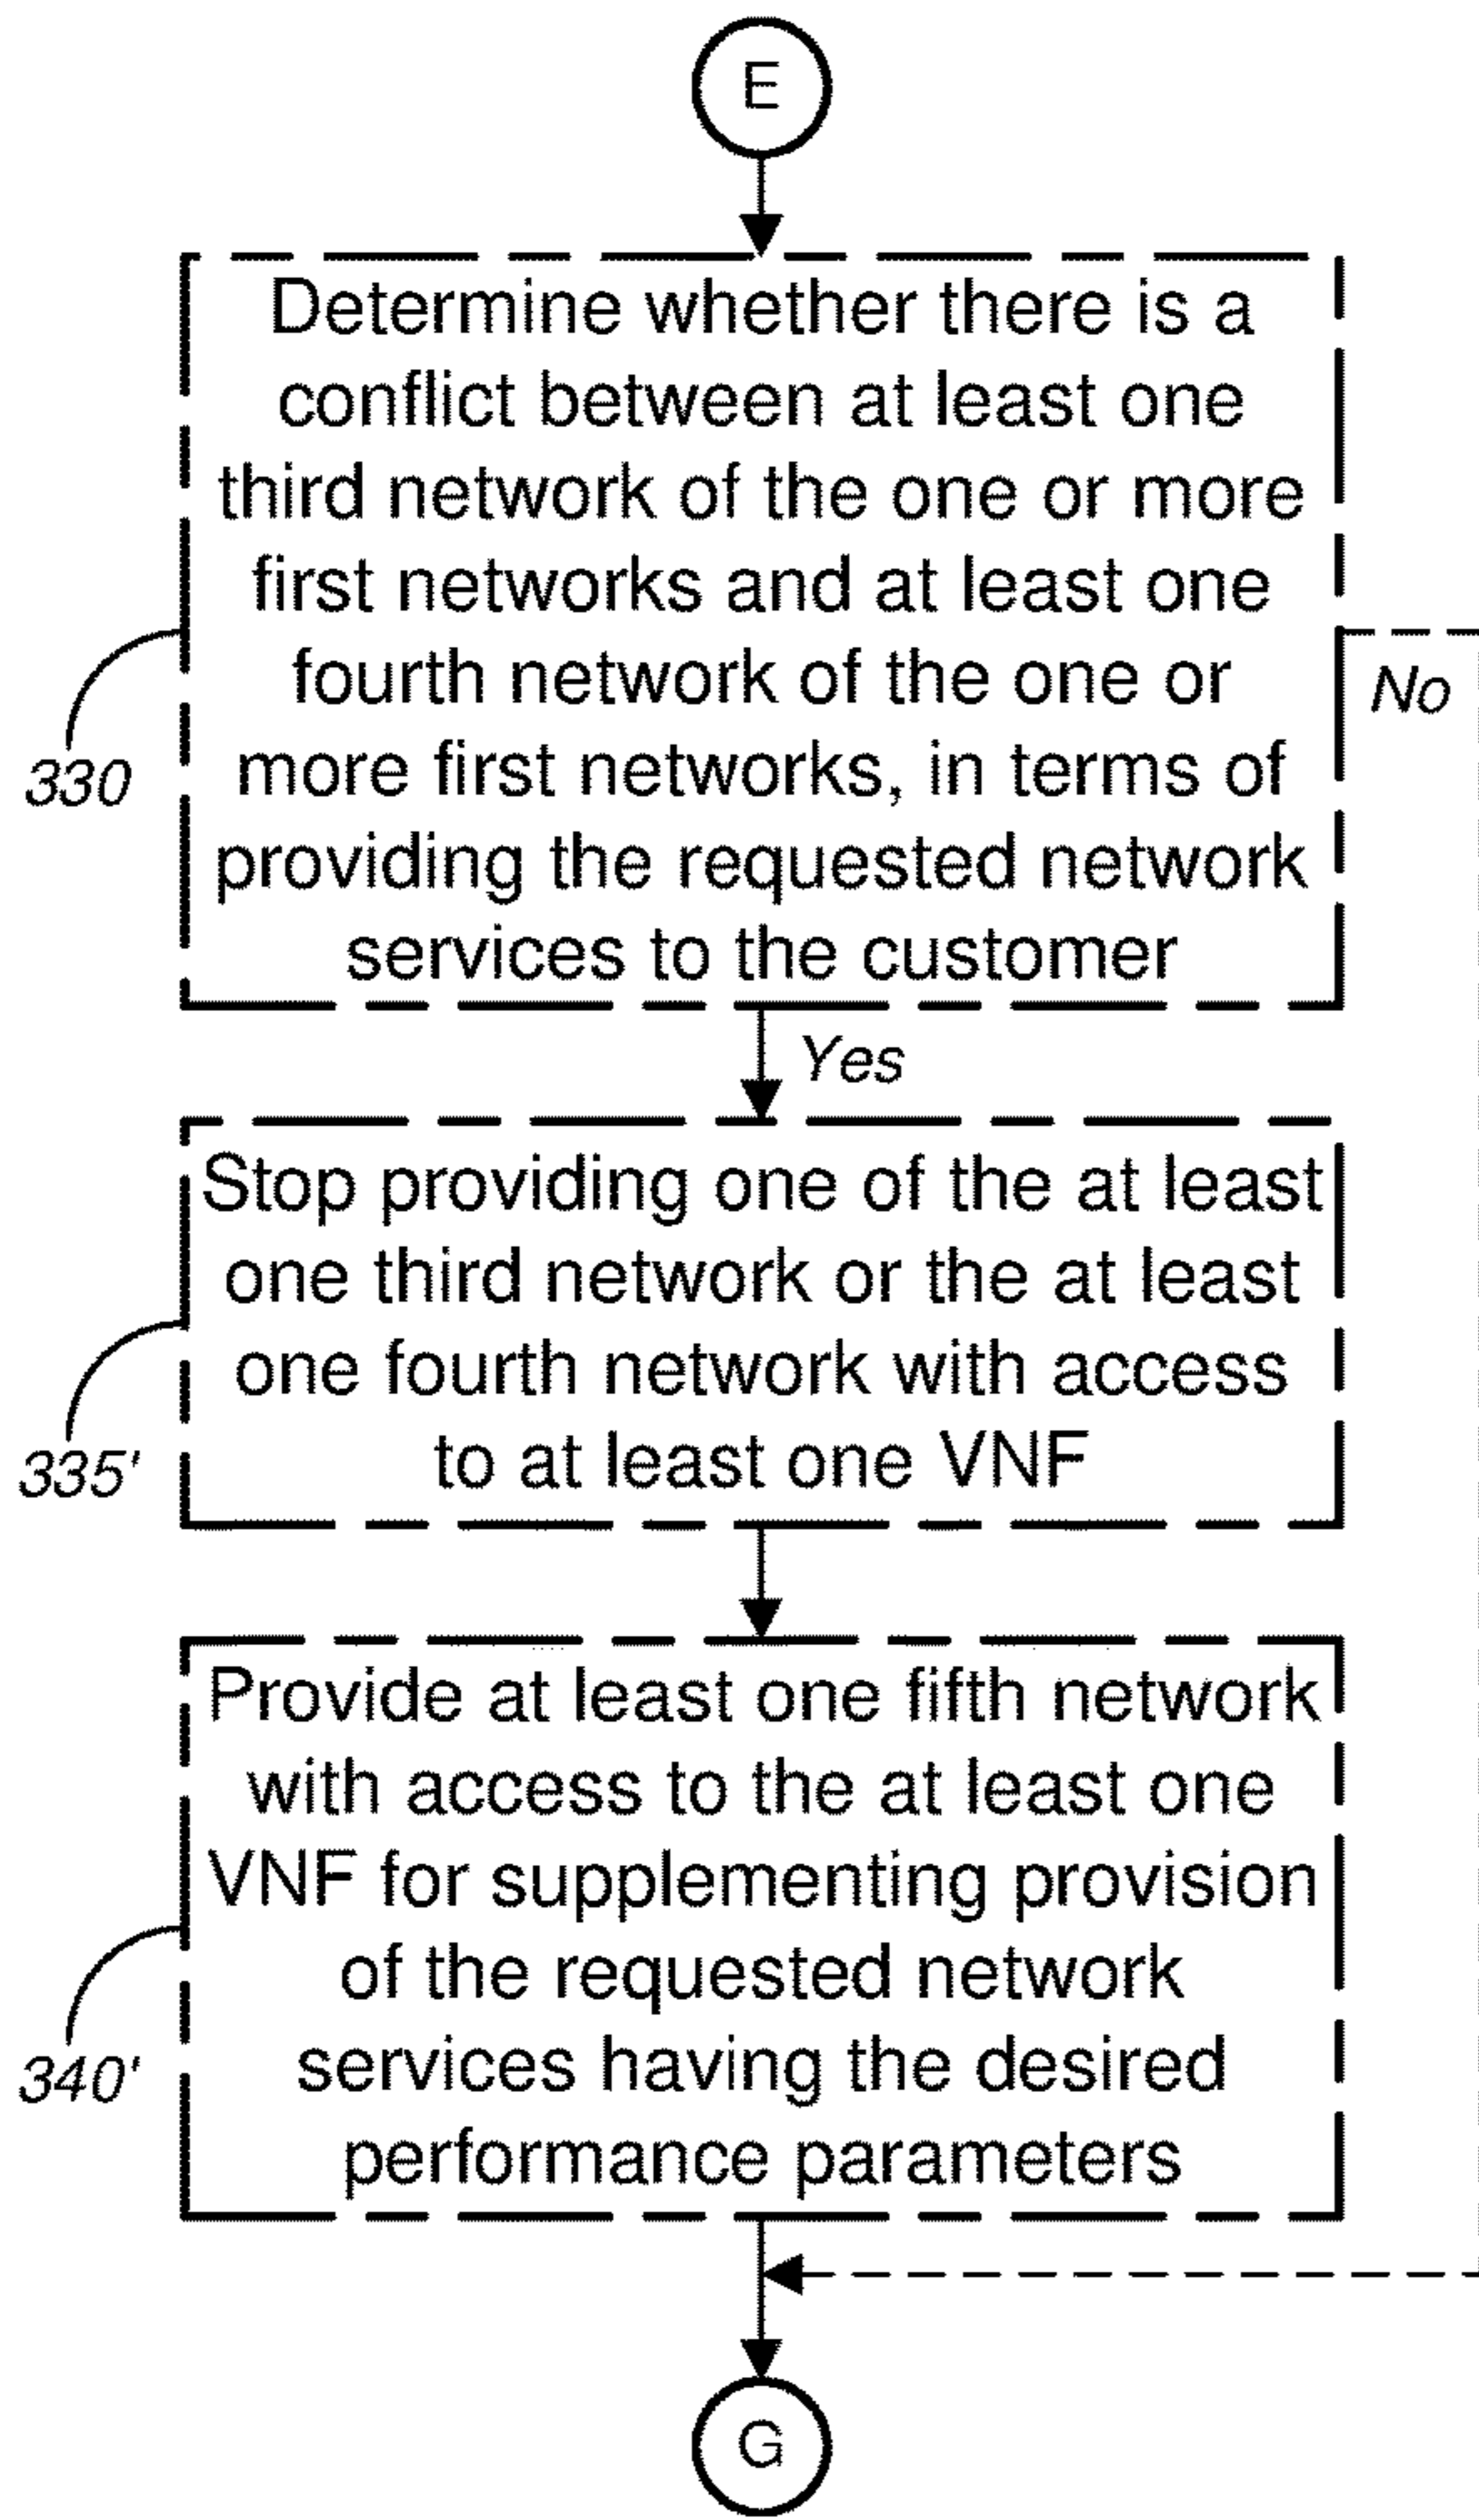 E
Determine whether there is a
conflict between at least one
third network of the one or more
first networks and at least one
fourth network of the one or
more first networks, in terms of
providing the requested network
services to the customer
No
330
Yes
Stop providing one of the at least
one third network or the at least
one fourth network with access
to at least one VNF
335'
Provide at least one fifth network
with access to the at least one
VNF for supplementing provision
of the requested network
services having the desired
performance parameters
340'
G